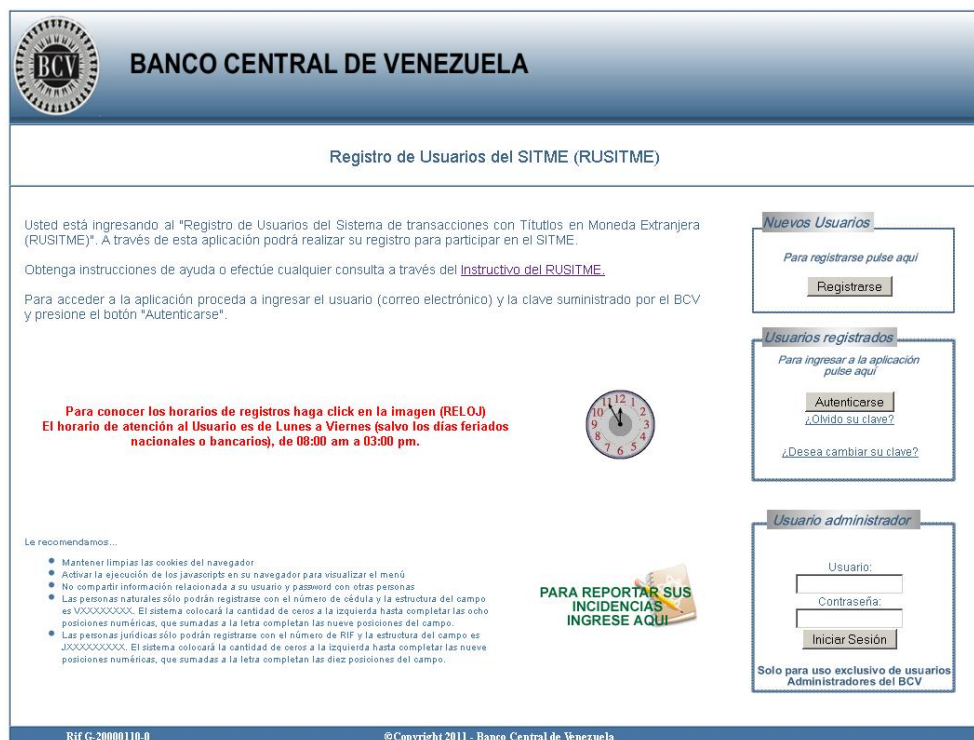 BCV
BANCO CENTRAL DE VENEZUELA
Registro de Usuarios del SITME (RUSITME)
Usted está ingresando al "Registro de Usuarios del Sistema de transacciones con Títutlos en Moneda Extranjera
(RUSITME)". A través de esta aplicación podrá realizar su registro para participar en el SITME.
Obtenga instrucciones de ayuda o efectúe cualquier consulta a través del Instructivo del RUSITME.
Para acceder a la aplicación proceda a ingresar el usuario (correo electrónico) y la clave suministrado por el BCV
y presione el botón "Autenticarse".
Para conocer los horarios de registros haga click en la imagen (RELOJ)
El horario de atención al Usuario es de Lunes a Viernes (salvo los días feriados
nacionales o bancarios), de 08:00 am a 03:00 pm.
12
1
2
3
4
5
6
7
8
9
10
11
Le recomendamos...
Mantener limpias las cookies del navegador
Activar la ejecución de los javascripts en su navegador para visualizar el menú
No compartir información relacionada a su usuario y password con otras personas
Las personas naturales sólo podrán registrarse con el número de cédula y la estructura del campo
es VXXXXXXXX. El sistema colocará la cantidad de ceros a la izquierda hasta completar las ocho
posiciones numéricas, que sumadas a la letra completan las nueve posiciones del campo.
Las personas jurídicas sólo podrán registrarse con el número de RIF y la estructura del campo es
JXXXXXXXXX. El sistema colocará la cantidad de ceros a la izquierda hasta completar las nueve
posiciones numéricas, que sumadas a la letra completan las diez posiciones del campo.
PARA REPORTAR SUS
INCIDENCIAS
INGRESE AQUI
Nuevos Usuarios
Para registrarse pulse aquí
Registrarse
Usuarios registrados
Para ingresar a la aplicación
pulse aquí
Autenticarse
¿Olvido su clave?
¿Desea cambiar su clave?
Usuario administrador
Usuario:
Contraseña:
Iniciar Sesión
Solo para uso exclusivo de usuarios
Administradores del BCV
Rif G-20000110-0
©Copyright 2011 - Banco Central de Venezuela